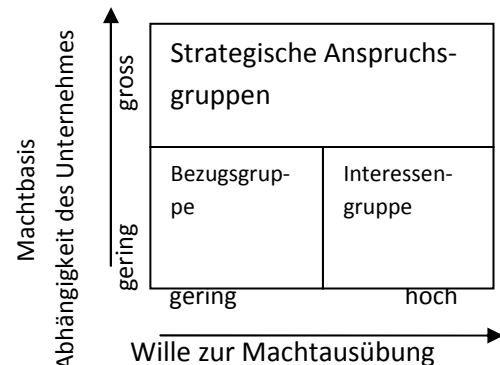 Machtbasis
Abhängigkeit des Unternehmes
gross
gering
Strategische Anspruchs-
gruppen
Bezugsgrup-
pe
Interessen-
gruppe
gering
hoch
Wille zur Machtausübung